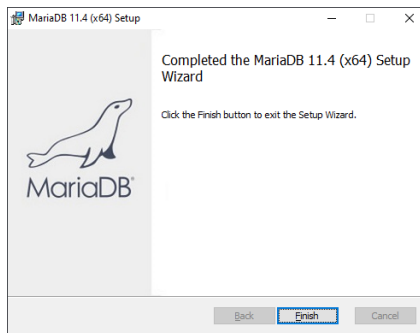 MariaDB 11.4 (x64) Setup
Completed the MariaDB 11.4 (x64) Setup
Wizard
Click the Finish button to exit the Setup Wizard.
MariaDB
Back Finish Cancel